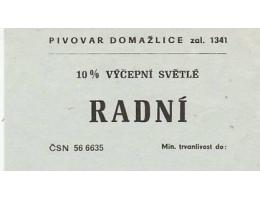 PIVOVAR DOMAŽLICE zal. 1341
10% VÝČEPNÍ SVĚTLÉ
RADNÍ
ČSN 56 6635 Min. trvanlivost do: